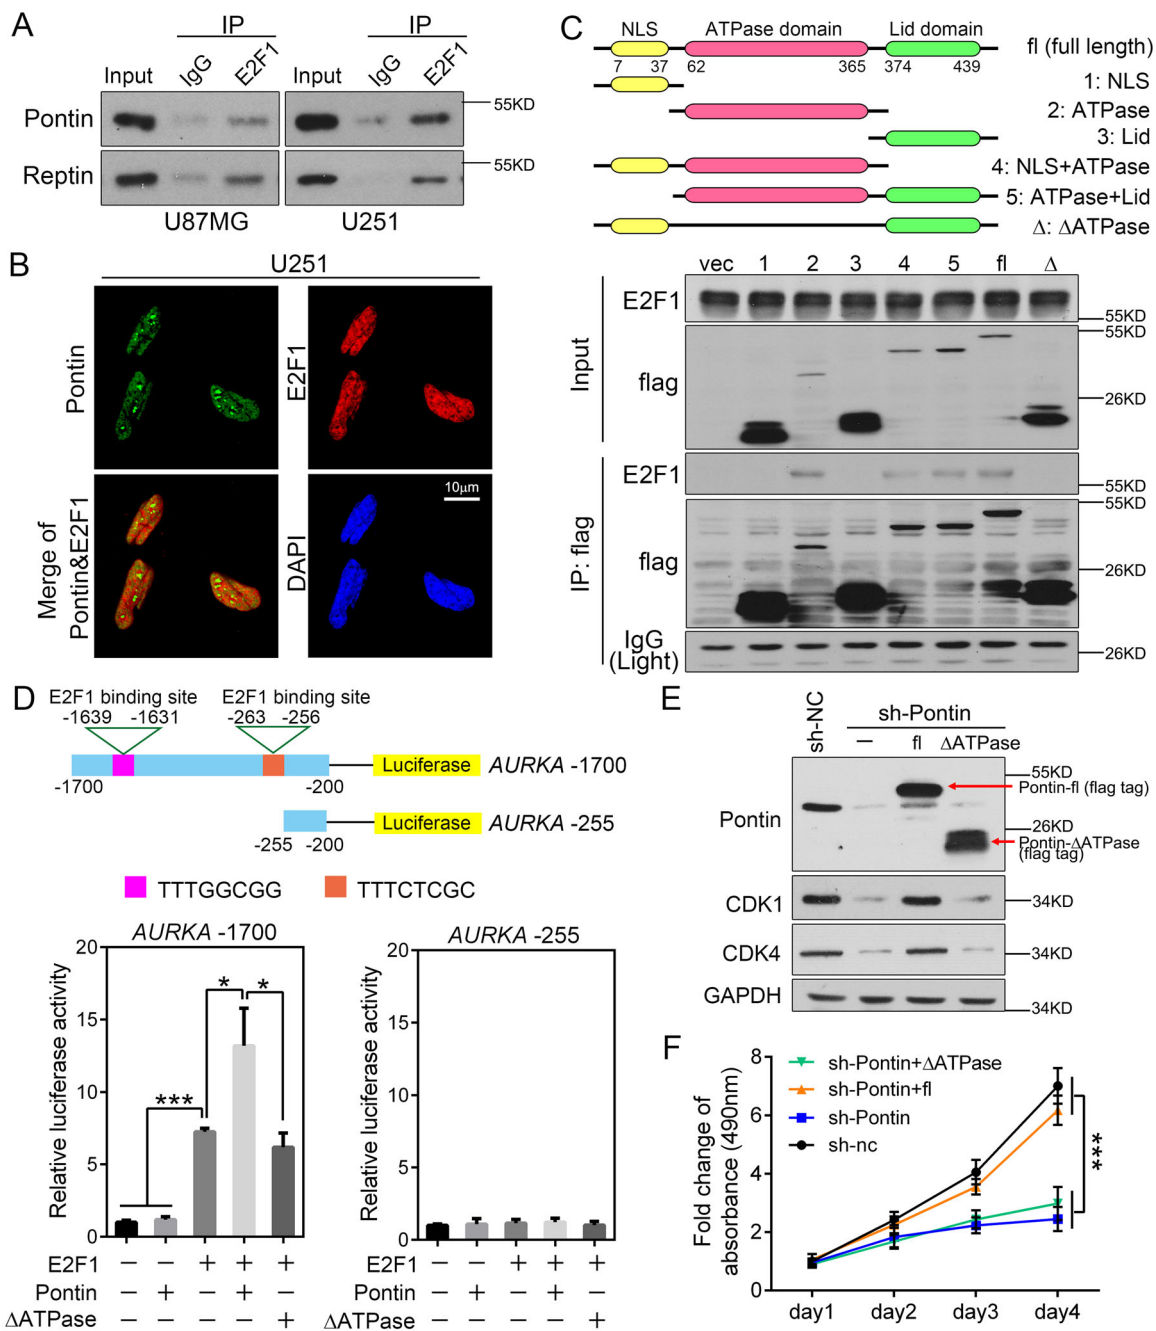 A
IP
Input IgG E2F1 Input IgG E2F1
Pontin
55KD
Reptin
55KD
U87MG U251
B
U251
Pontin
E2F1
Merge of
Pontin&E2F1
DAPI
10μm
C
NLS ATPase domain Lid domain
IP
fl (full length)
7 37 62 365 374 439
1: NLS
2: ATPase
3: Lid
4: NLS+ATPase
5: ATPase+Lid
Δ: ΔATPase
vec 1 2 3 4 5 fl Δ
Input
E2F1
55KD
55KD
flag
26KD
IP: flag
E2F1
55KD
55KD
flag
26KD
IgG
(Light)
26KD
D
E2F1 binding site E2F1 binding site
-1639 -1631 -263 -256
Luciferase AURKA -1700
-1700 -200
Luciferase AURKA -255
-255 -200
TTTGGCGG TTTCTCGC
AURKA -1700
Relative luciferase activity
20
15
10
5
0
*** * *
E2F1 − − + + +
Pontin − + − + −
ΔATPase − − − − +
AURKA -255
Relative luciferase activity
20
15
10
5
0
− − + + +
− + − + −
− − − − +
E
sh-NC
sh-Pontin
− fl ΔATPase
Pontin
55KD
Pontin-fl (flag tag)
26KD
Pontin-ΔATPase
(flag tag)
CDK1
34KD
CDK4
34KD
GAPDH
34KD
F
Fold change of
absorbance (490nm)
8
6
4
2
0
sh-Pontin+ΔATPase
sh-Pontin+fl
sh-Pontin
sh-nc
***
day1 day2 day3 day4